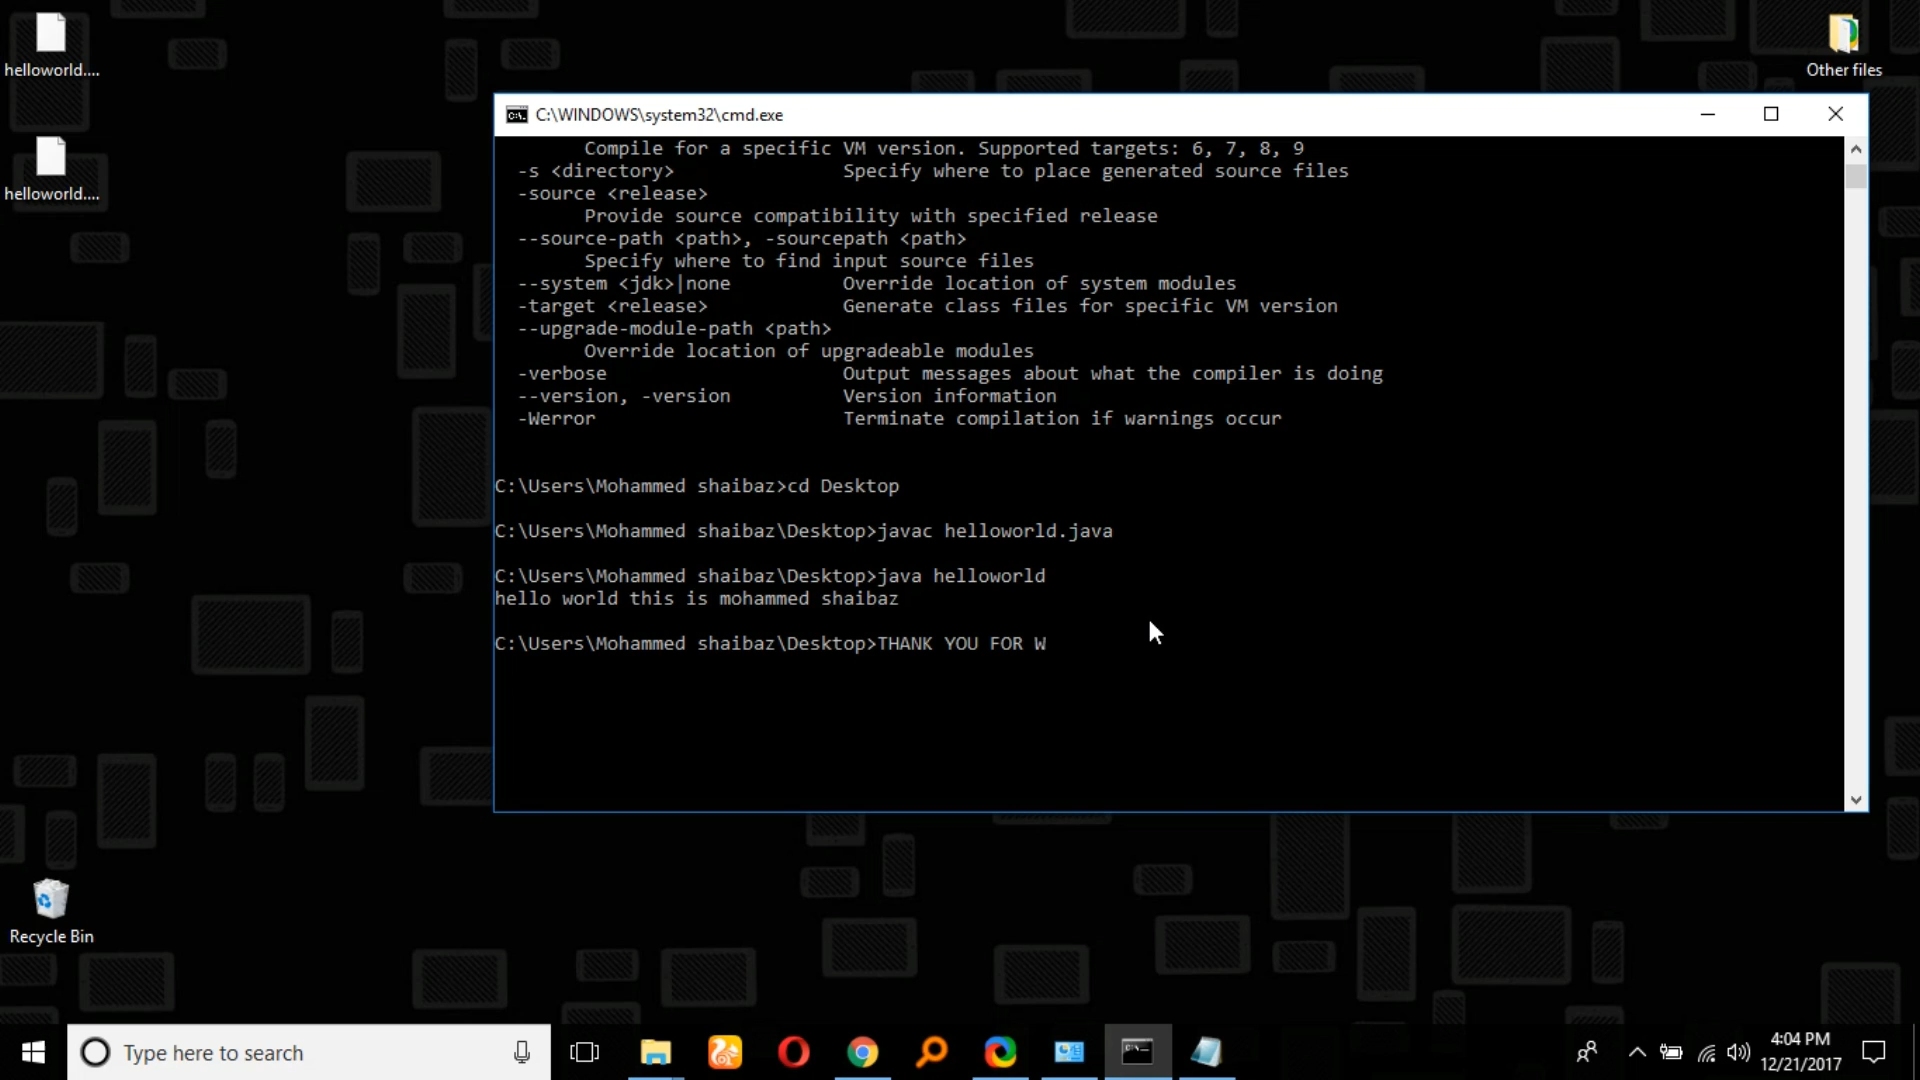 helloworld....
helloworld....
Other files
C:\WINDOWS\system32\cmd.exe
Compile for a specific VM version. Supported targets: 6, 7, 8, 9
-s <directory> Specify where to place generated source files
-source <release>
Provide source compatibility with specified release
--source-path <path>, -sourcepath <path>
Specify where to find input source files
--system <jdk>|none Override location of system modules
-target <release> Generate class files for specific VM version
--upgrade-module-path <path>
Override location of upgradeable modules
-verbose Output messages about what the compiler is doing
--version, -version Version information
-Werror Terminate compilation if warnings occur
C:\Users\Mohammed shaibaz>cd Desktop
C:\Users\Mohammed shaibaz\Desktop>javac helloworld.java
C:\Users\Mohammed shaibaz\Desktop>java helloworld
hello world this is mohammed shaibaz
C:\Users\Mohammed shaibaz\Desktop>THANK YOU FOR W
Recycle Bin
Type here to search
4:04 PM
12/21/2017